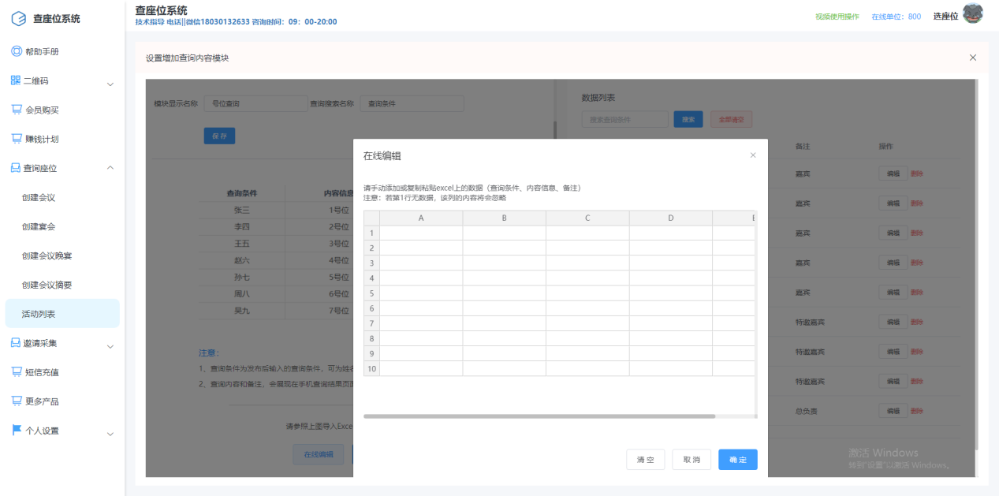 查座位系统
查座位系统
技术指导 电话||微信18030132633 咨询时间：09：00-20:00
视频使用操作
在线单位：800
选座位
帮助手册
二维码
会员购买
赚钱计划
查询座位
创建会议
创建宴会
创建会议晚宴
创建会议摘要
活动列表
邀请采集
短信充值
更多产品
个人设置
设置增加查询内容模块
模块显示名称 号位查询 查询搜索名称 查询条件
保 存
数据列表
搜索查询条件 搜索 全部清空
查询条件 内容信息
张三 1号位
李四 2号位
王五 3号位
赵六 4号位
孙七 5号位
周八 6号位
吴九 7号位
注意：
1、查询条件为发布后输入的查询条件，可为姓名
2、查询内容和备注，会展现在手机查询结果页面
请参照上图导入Exce
在线编辑
在线编辑
请手动添加或复制粘贴excel上的数据（查询条件、内容信息、备注）
注意：若第1行无数据，该列的内容将会忽略
A B C D E
1
2
3
4
5
6
7
8
9
10
清 空 取 消 确 定
备注 操作
嘉宾 编辑 删除
嘉宾 编辑 删除
嘉宾 编辑 删除
嘉宾 编辑 删除
嘉宾 编辑 删除
特邀嘉宾 编辑 删除
特邀嘉宾 编辑 删除
特邀嘉宾 编辑 删除
总负责 编辑 删除
激活 Windows
转到"设置"以激活 Windows。